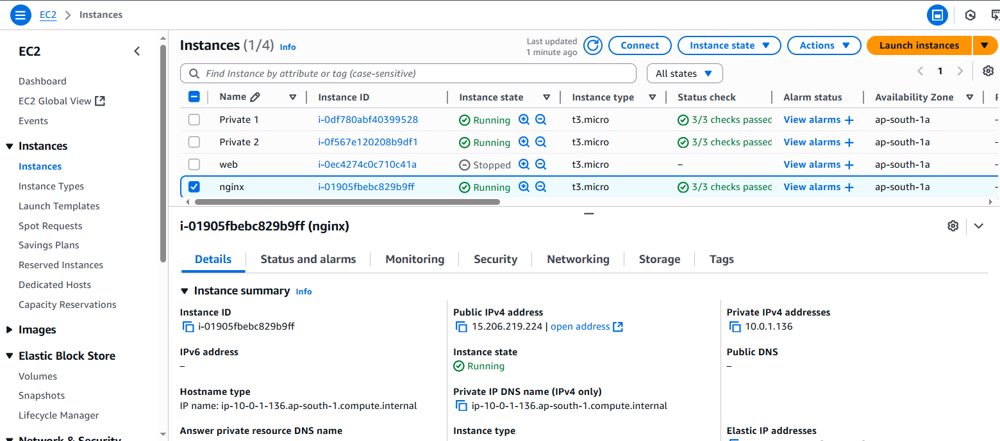 EC2 Instances
EC2
Dashboard
EC2 Global View
Events
Instances
Instances
Instance Types
Launch Templates
Spot Requests
Savings Plans
Reserved Instances
Dedicated Hosts
Capacity Reservations
Images
Elastic Block Store
Volumes
Snapshots
Lifecycle Manager
Network & Security
Instances (1/4) Info
Last updated
1 minute ago
Connect
Instance state
Actions
Launch instances
Find Instance by attribute or tag (case-sensitive)
All states
1
Name Instance ID Instance state Instance type Status check Alarm status Availability Zone
Private 1 i-0df780abf40399528 Running t3.micro 3/3 checks passed View alarms + ap-south-1a
Private 2 i-0f567e120208b9df1 Running t3.micro 3/3 checks passed View alarms + ap-south-1a
web i-0ec4274c0c710c41a Stopped t3.micro – View alarms + ap-south-1a
nginx i-01905fbebc829b9ff Running t3.micro 3/3 checks passed View alarms + ap-south-1a
i-01905fbebc829b9ff (nginx)
Details Status and alarms Monitoring Security Networking Storage Tags
Instance summary Info
Instance ID
i-01905fbebc829b9ff
Public IPv4 address
15.206.219.224 | open address
Private IPv4 addresses
10.0.1.136
IPv6 address
–
Instance state
Running
Public DNS
–
Hostname type
IP name: ip-10-0-1-136.ap-south-1.compute.internal
Private IP DNS name (IPv4 only)
ip-10-0-1-136.ap-south-1.compute.internal
Answer private resource DNS name
Instance type
Elastic IP addresses